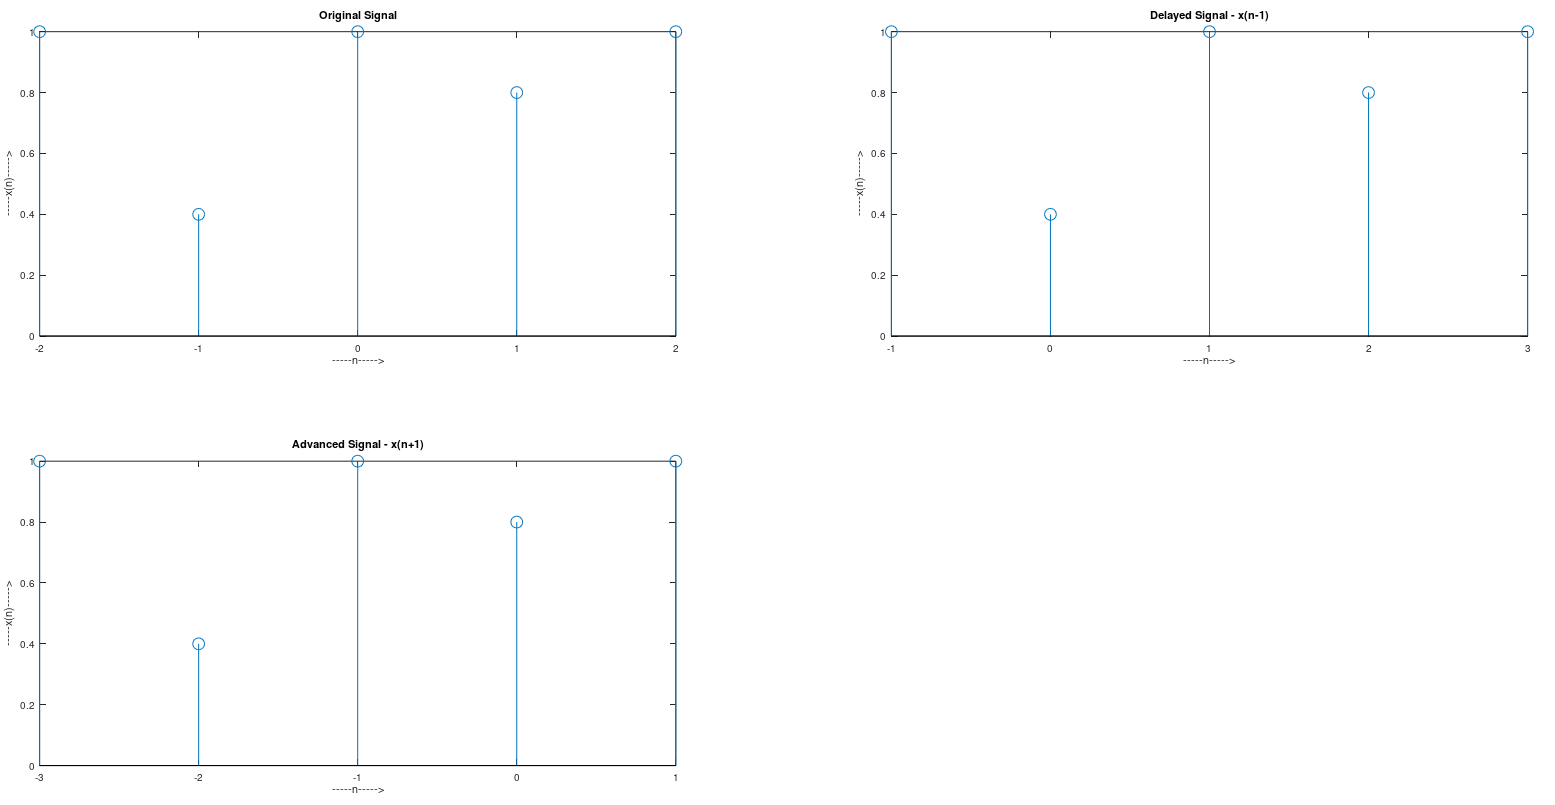 Original Signal
1
0.8
0.6
0.4
0.2
0
-----x(n)----->
-2 -1 0 1 2
-----n----->
Delayed Signal - x(n-1)
1
0.8
0.6
0.4
0.2
0
-----x(n)----->
-1 0 1 2 3
-----n----->
Advanced Signal - x(n+1)
1
0.8
0.6
0.4
0.2
0
-----x(n)----->
-3 -2 -1 0 1
-----n----->